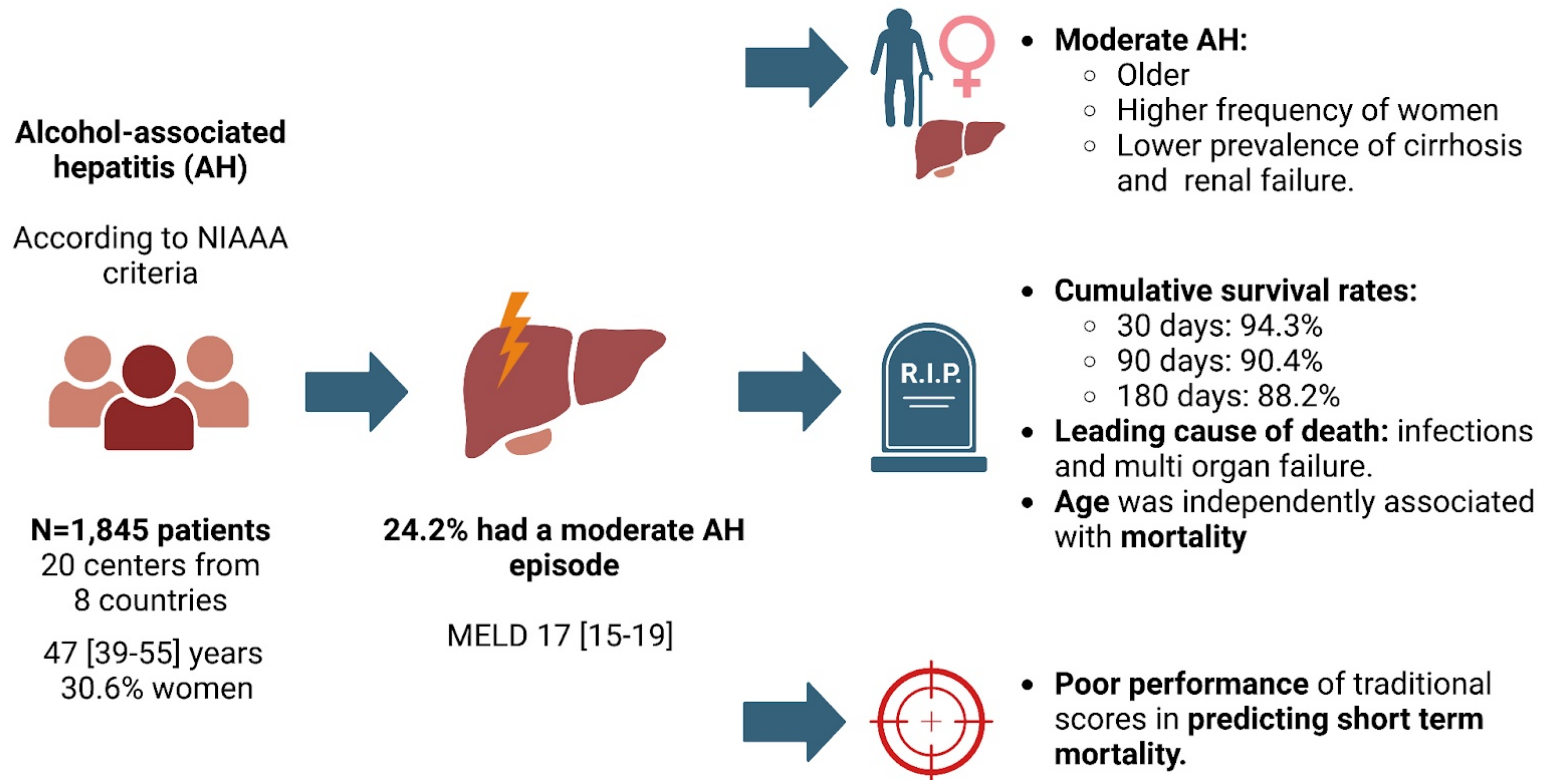 Alcohol-associated
hepatitis (AH)
According to NIAAA
criteria
N=1,845 patients
20 centers from
8 countries
47 [39-55] years
30.6% women
24.2% had a moderate AH
episode
MELD 17 [15-19]
• Moderate AH:
○ Older
○ Higher frequency of women
○ Lower prevalence of cirrhosis
and renal failure.
R.I.P.
• Cumulative survival rates:
○ 30 days: 94.3%
○ 90 days: 90.4%
○ 180 days: 88.2%
• Leading cause of death: infections
and multi organ failure.
• Age was independently associated
with mortality
• Poor performance of traditional
scores in predicting short term
mortality.